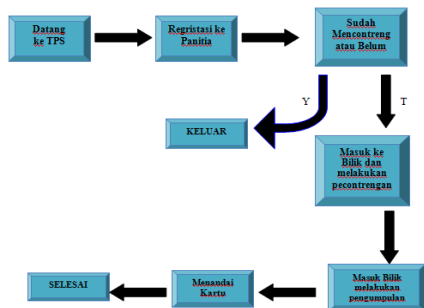 Datang
ke TPS
Regristasi ke
Panitia
Sudah
Mencontreng
atau Belum
Y
T
KELUAR
Masuk ke
Bilik dan
melakukan
pecontrengan
Masuk Bilik
melakukan
pengumpulan
Menandai
Kartu
SELESAI